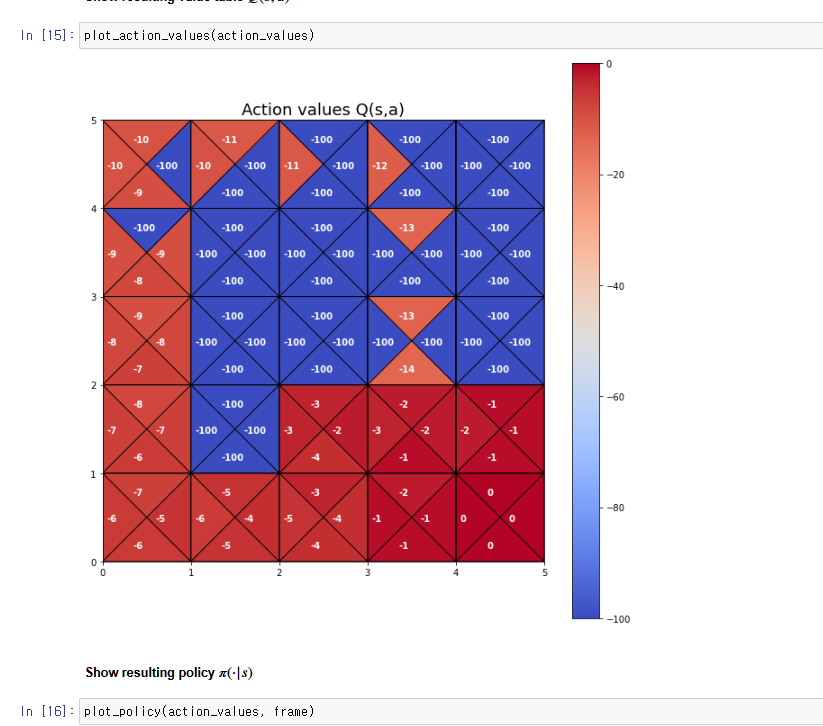 Show resulting value table Q(s,a)
In [15]: plot_action_values(action_values)
Action values Q(s,a)
0
5
-10 -11 -100 -100 -100
-10 -100 -10 -100 -11 -100 -12 -100 -100 -100
-9 -100 -100 -100 -100
−20
4
-100 -100 -100 -13 -100
-9 -9 -100 -100 -100 -100 -100 -100 -100 -100
-8 -100 -100 -100 -100
−40
3
-9 -100 -100 -13 -100
-8 -8 -100 -100 -100 -100 -100 -100 -100 -100
-7 -100 -100 -14 -100
2
−60
-8 -100 -3 -2 -1
-7 -7 -100 -100 -3 -2 -3 -2 -2 -1
-6 -100 -4 -1 -1
1
-7 -5 -3 -2 0
−80
-6 -5 -6 -4 -5 -4 -1 -1 0 0
-6 -5 -4 -1 0
0
0 1 2 3 4 5
−100
Show resulting policy π(·|s)
In [16]: plot_policy(action_values, frame)